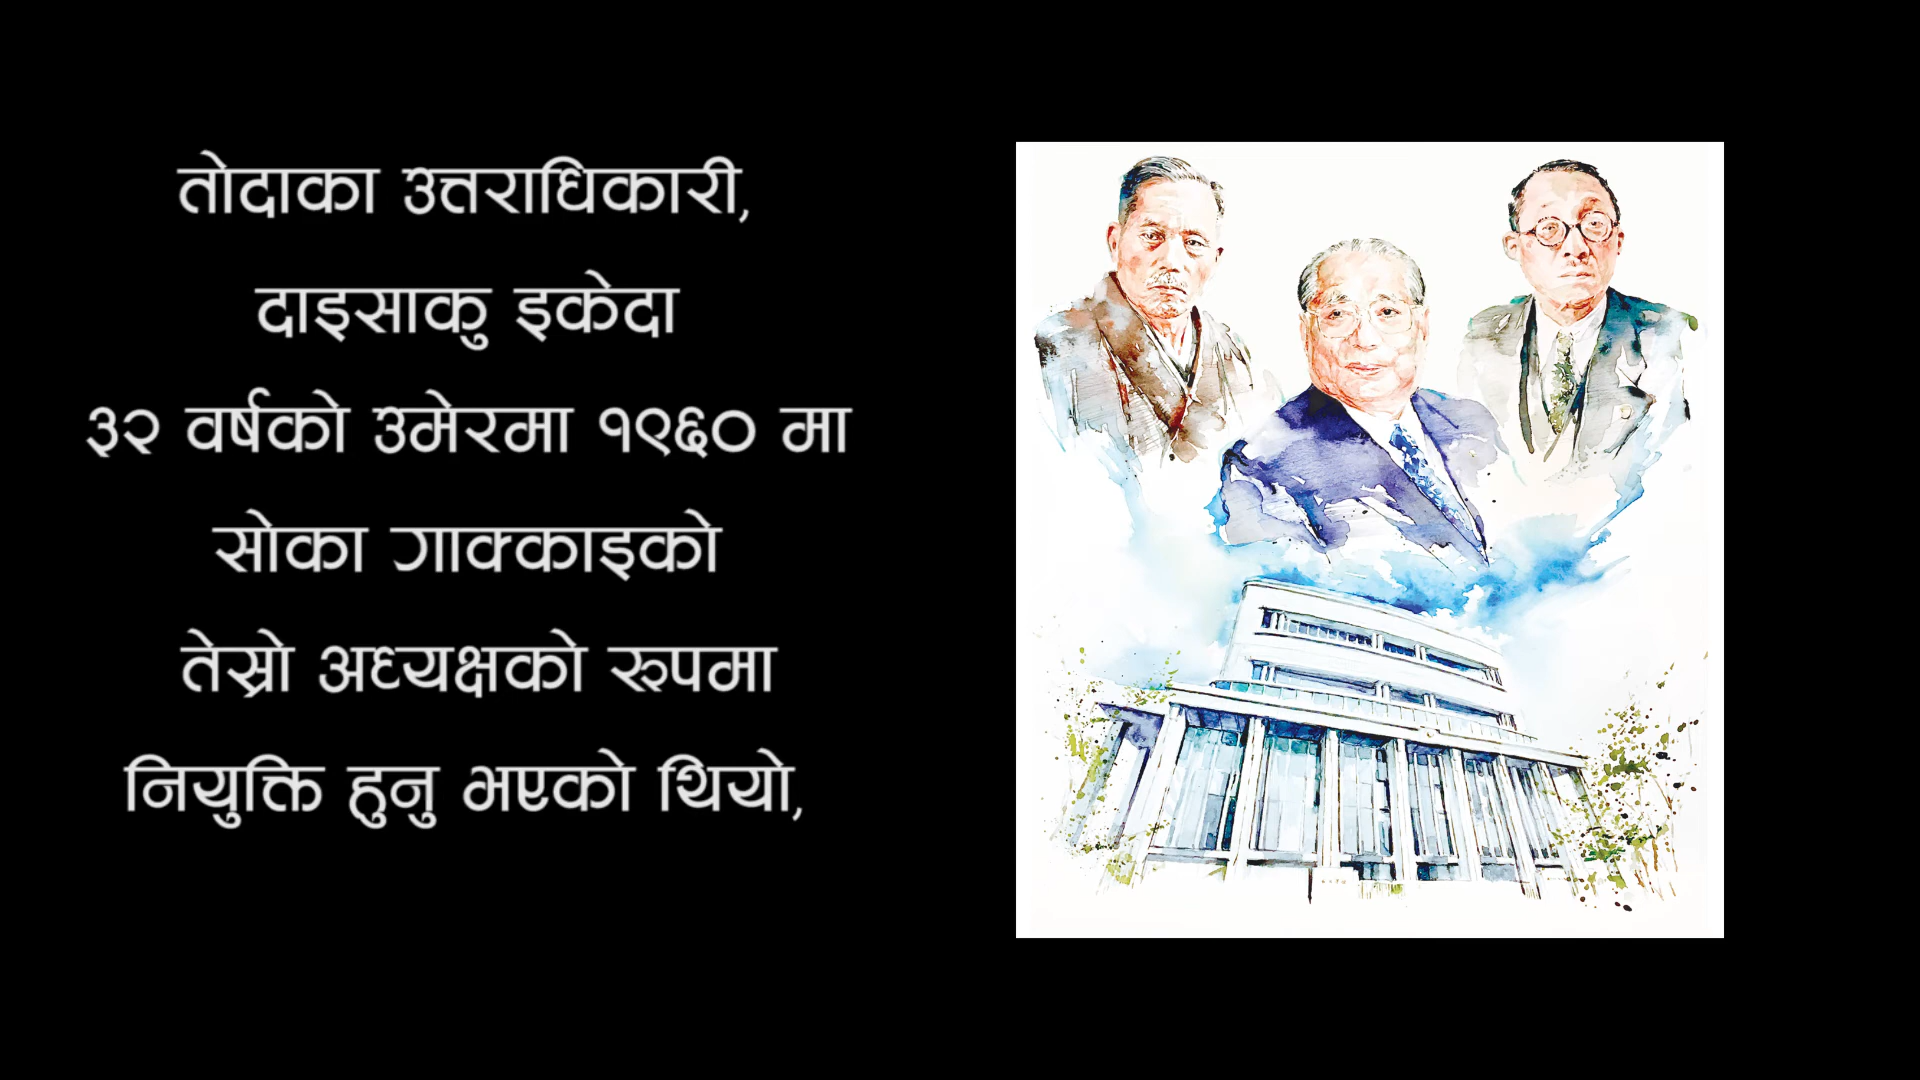 तोदाका उत्तराधिकारी,
दाइसाकु इकेदा
३२ वर्षको उमेरमा १९६० मा
सोका गाक्काइको
तेस्रो अध्यक्षको रुपमा
नियुक्ति हुनु भएको थियो,